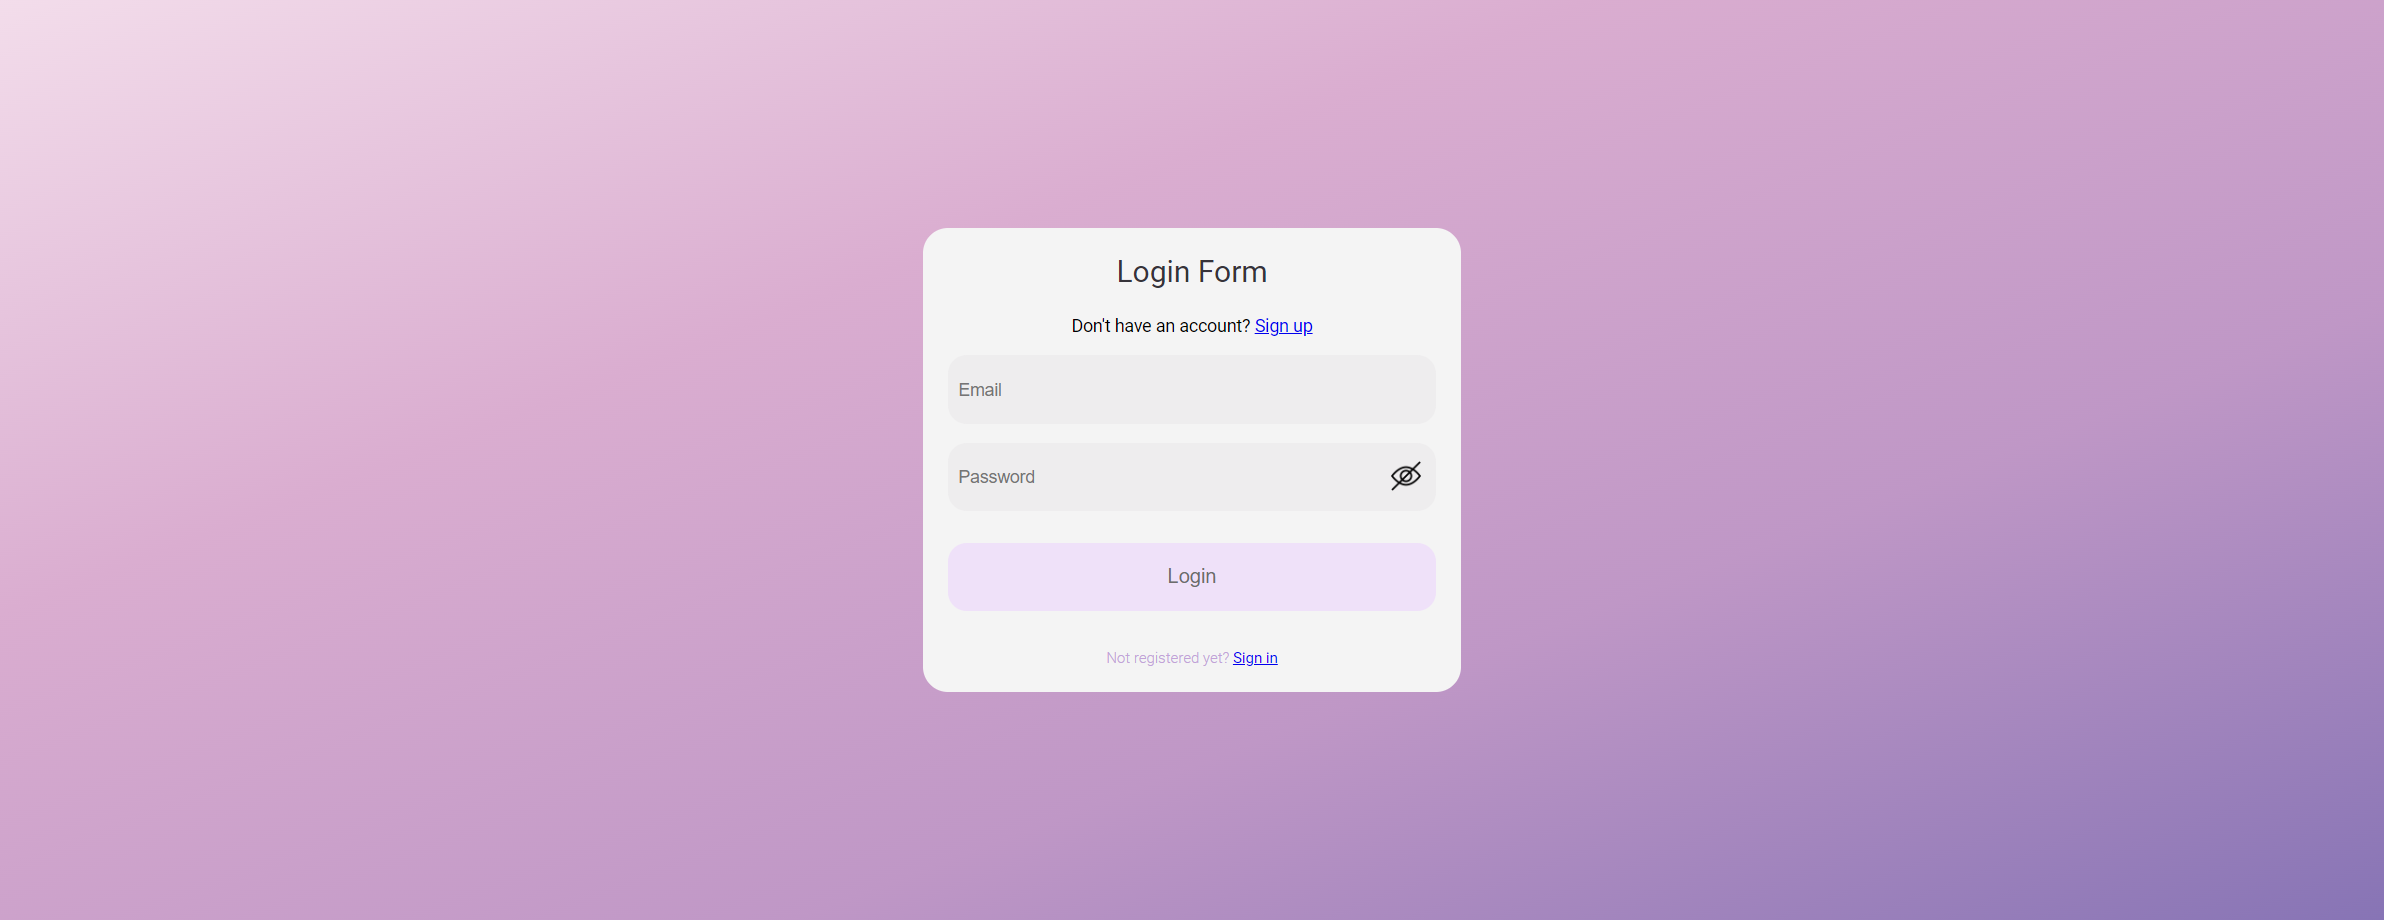 Login Form
Don't have an account? Sign up
Email
Password
Login
Not registered yet? Sign in